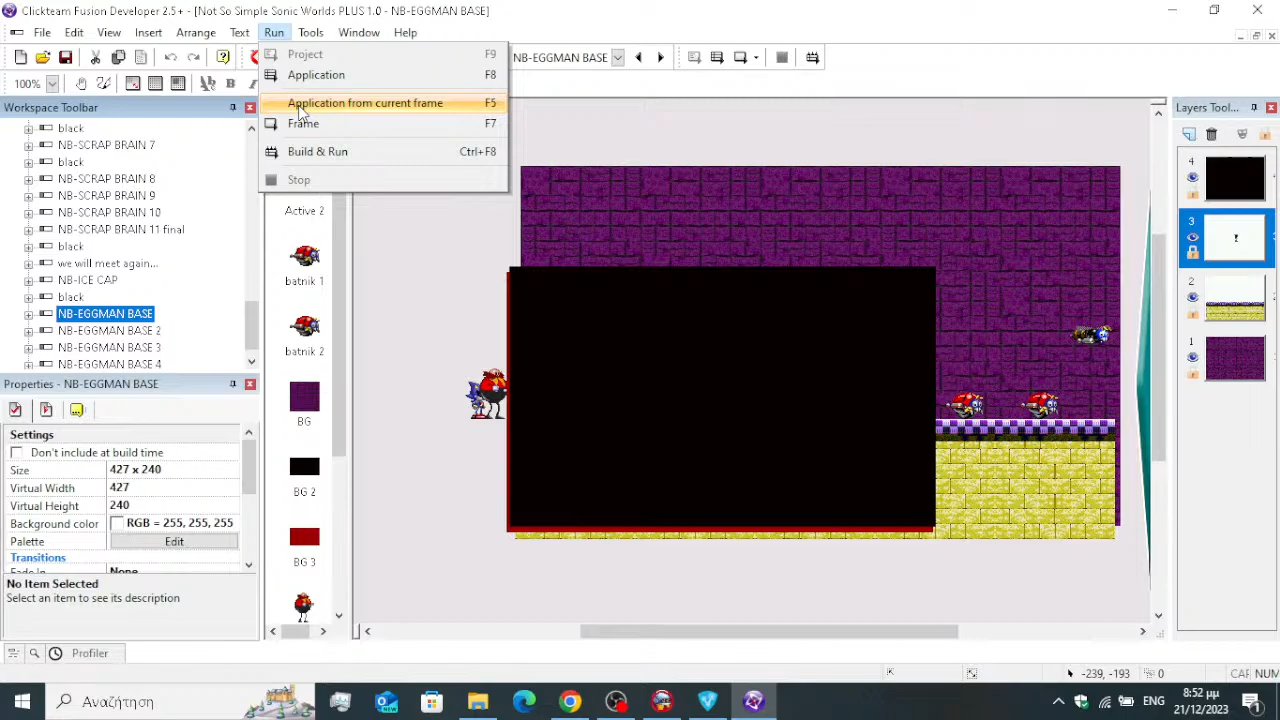 Clickteam Fusion Developer 2.5+ - [Not So Simple Sonic Worlds PLUS 1.0 - NB-EGGMAN BASE]
File Edit View Insert Arrange Text Run Tools Window Help
NB-EGGMAN BASE
100%
B
Project F9
Application F8
Application from current frame F5
Frame F7
Build & Run Ctrl+F8
Stop
Workspace Toolbar
black
NB-SCRAP BRAIN 7
black
NB-SCRAP BRAIN 8
NB-SCRAP BRAIN 9
NB-SCRAP BRAIN 10
NB-SCRAP BRAIN 11 final
black
we will meet again...
NB-ICE CAP
black
NB-EGGMAN BASE
NB-EGGMAN BASE 2
NB-EGGMAN BASE 3
NB-EGGMAN BASE 4
Properties - NB-EGGMAN BASE
Settings
Don't include at build time
Size 427 x 240
Virtual Width 427
Virtual Height 240
Background color RGB = 255, 255, 255
Palette Edit
Transitions
No Item Selected
Select an item to see its description
Profiler
Active 2
batnik 1
batnik 2
BG
BG 2
BG 3
Layers Tool...
4
3
2
1
-239, -193
0
CAP
NUM
Αναζήτηση
NEW
ENG
8:52 μμ
21/12/2023
1